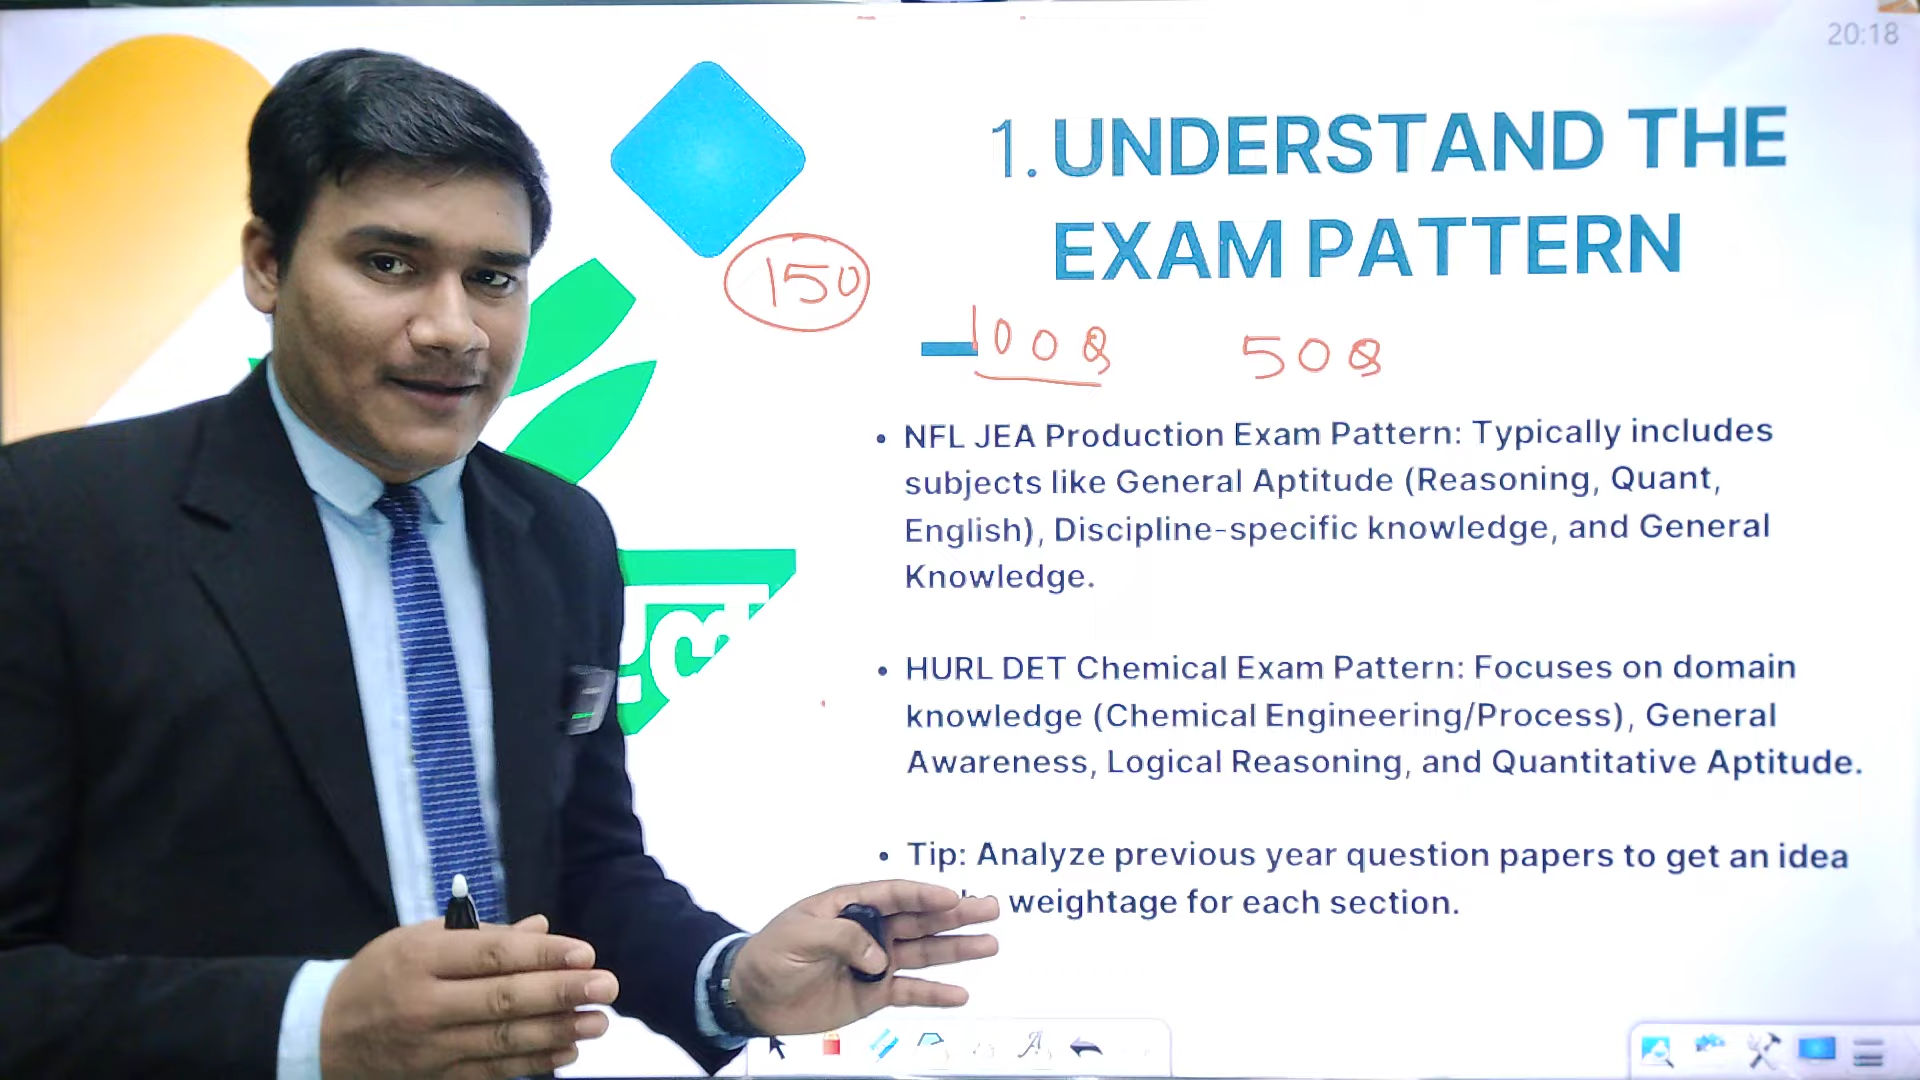 20:18
1. UNDERSTAND THE
EXAM PATTERN
150
100Q 50Q
• NFL JEA Production Exam Pattern: Typically includes
subjects like General Aptitude (Reasoning, Quant,
English), Discipline-specific knowledge, and General
Knowledge.
• HURL DET Chemical Exam Pattern: Focuses on domain
knowledge (Chemical Engineering/Process), General
Awareness, Logical Reasoning, and Quantitative Aptitude.
• Tip: Analyze previous year question papers to get an idea
weightage for each section.